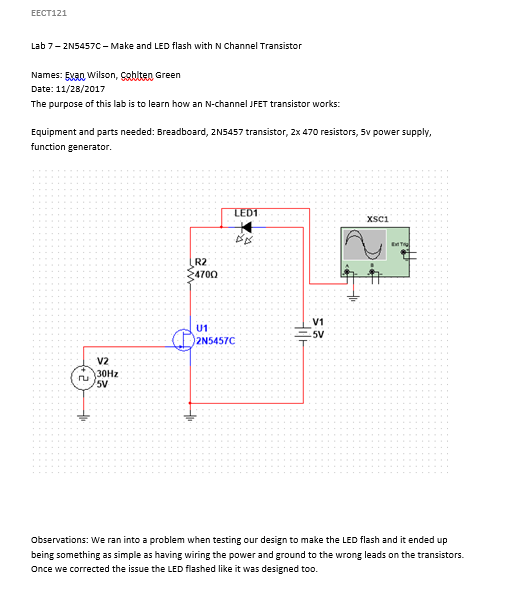 EECT121
Lab 7 – 2N5457C – Make and LED flash with N Channel Transistor
Names: Evan Wilson, Cohlten Green
Date: 11/28/2017
The purpose of this lab is to learn how an N-channel JFET transistor works:
Equipment and parts needed: Breadboard, 2N5457 transistor, 2x 470 resistors, 5v power supply,
function generator.
LED1
XSC1
Ext Trig
R2
470Ω
A
B
U1
2N5457C
V1
5V
V2
30Hz
5V
Observations: We ran into a problem when testing our design to make the LED flash and it ended up
being something as simple as having wiring the power and ground to the wrong leads on the transistors.
Once we corrected the issue the LED flashed like it was designed too.